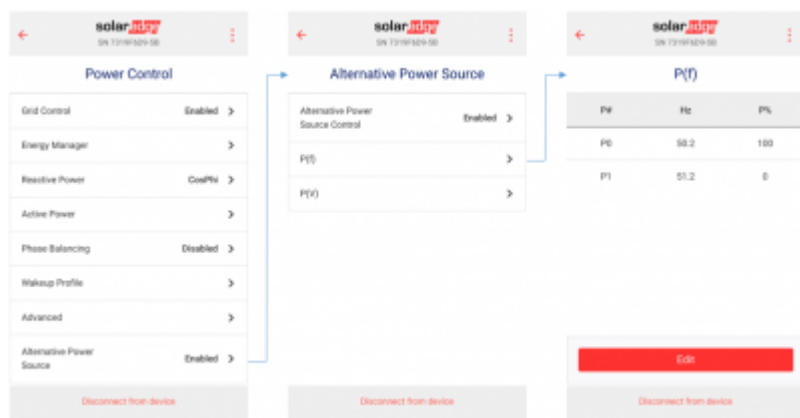 solaredge
SN 7319F6D9-5B
Power Control
Grid Control Enabled
Energy Manager
Reactive Power CosPhi
Active Power
Phase Balancing Disabled
Wakeup Profile
Advanced
Alternative Power
Source Enabled
Disconnect from device
solaredge
SN 7319F6D9-5B
Alternative Power Source
Alternative Power
Source Control Enabled
P(f)
P(V)
Disconnect from device
solaredge
SN 7319F6D9-5B
P(f)
P# Hz P%
P0 50.2 100
P1 51.2 0
Edit
Disconnect from device